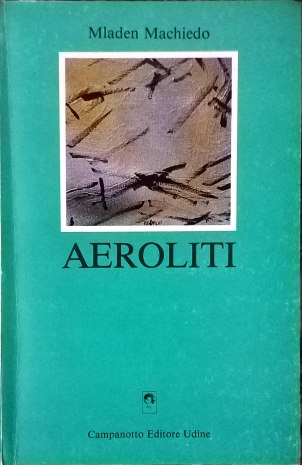 Mladen Machiedo
AEROLITI
Campanotto Editore Udine